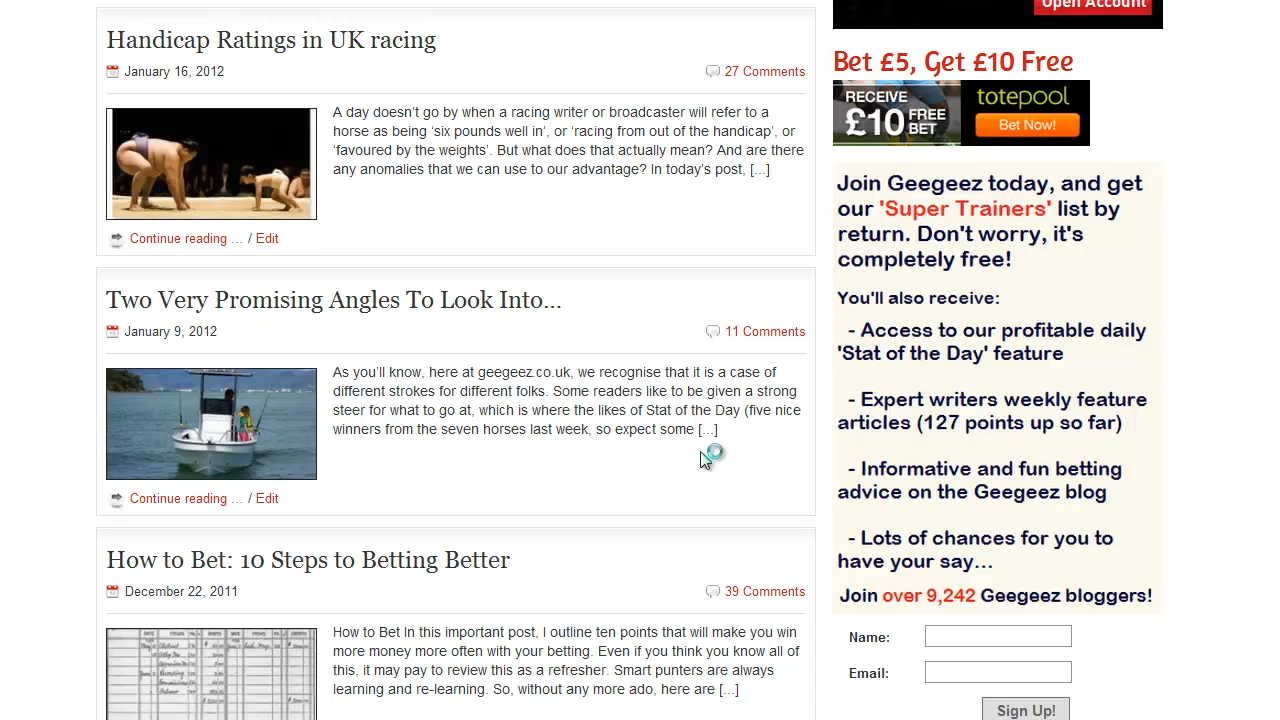 Open Account
Handicap Ratings in UK racing
January 16, 2012
27 Comments
A day doesn’t go by when a racing writer or broadcaster will refer to a
horse as being ‘six pounds well in’, or ‘racing from out of the handicap’, or
‘favoured by the weights’. But what does that actually mean? And are there
any anomalies that we can use to our advantage? In today’s post, [...]
Continue reading ... / Edit
Two Very Promising Angles To Look Into...
January 9, 2012
11 Comments
As you’ll know, here at geegeez.co.uk, we recognise that it is a case of
different strokes for different folks. Some readers like to be given a strong
steer for what to go at, which is where the likes of Stat of the Day (five nice
winners from the seven horses last week, so expect some [...]
Continue reading ... / Edit
How to Bet: 10 Steps to Betting Better
December 22, 2011
39 Comments
How to Bet In this important post, I outline ten points that will make you win
more money more often with your betting. Even if you think you know all of
this, it may pay to review this as a refresher. Smart punters are always
learning and re-learning. So, without any more ado, here are [...]
Bet £5, Get £10 Free
RECEIVE
£10 FREE
BET
totepool
Bet Now!
Join Geegeez today, and get
our 'Super Trainers' list by
return. Don't worry, it's
completely free!
You'll also receive:
- Access to our profitable daily
'Stat of the Day' feature
- Expert writers weekly feature
articles (127 points up so far)
- Informative and fun betting
advice on the Geegeez blog
- Lots of chances for you to
have your say...
Join over 9,242 Geegeez bloggers!
Name:
Email:
Sign Up!